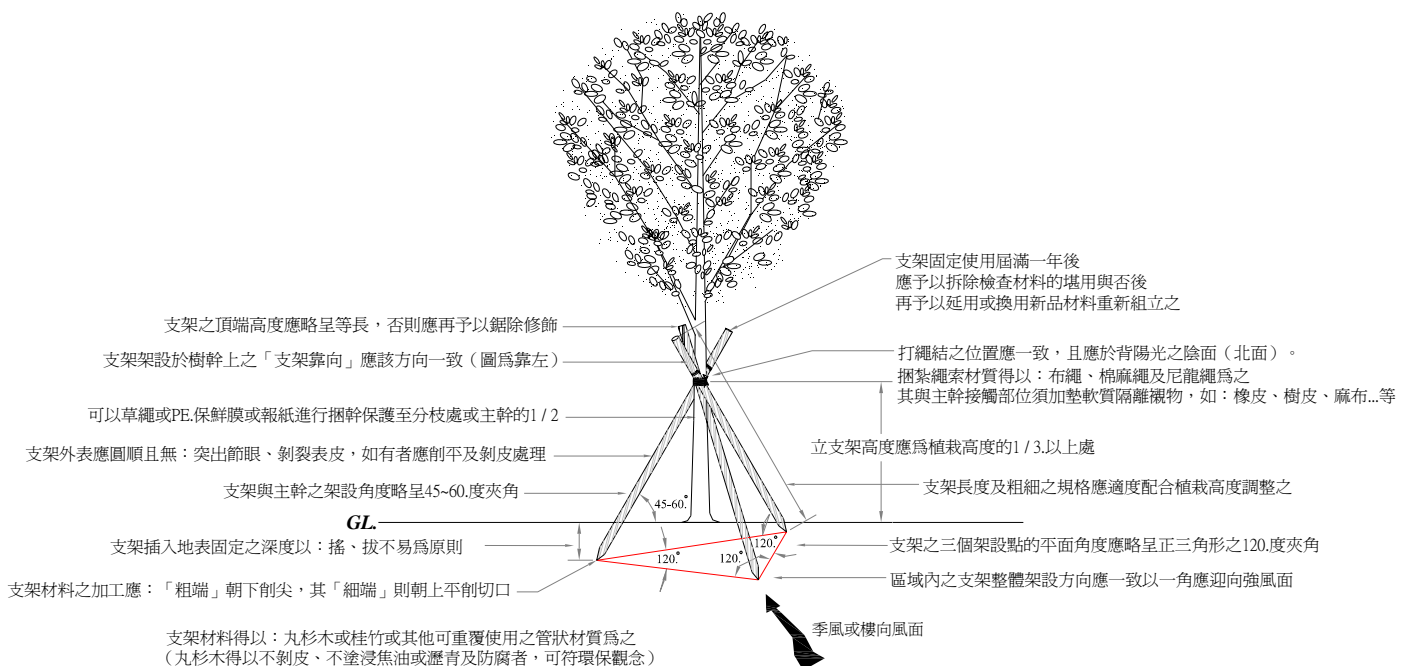 支架固定使用屆滿一年後
應予以拆除檢查材料的堪用與否後
再予以延用或換用新品材料重新組立之
支架之頂端高度應略呈等長，否則應再予以鋸除修飾
支架架設於樹幹上之「支架靠向」應該方向一致（圖為靠左）
打繩結之位置應一致，且應於背陽光之陰面（北面）。
捆紮繩索材質得以：布繩、棉麻繩及尼龍繩為之
其與主幹接觸部位須加墊軟質隔離襯物，如：橡皮、樹皮、麻布...等
可以草繩或PE.保鮮膜或報紙進行捆幹保護至分枝處或主幹的1 / 2
立支架高度應為植栽高度的1 / 3.以上處
支架外表應圓順且無：突出節眼、剝裂表皮，如有者應削平及剝皮處理
支架與主幹之架設角度略呈45~60.度夾角
支架長度及粗細之規格應適度配合植栽高度調整之
45-60.°
GL.
支架插入地表固定之深度以：搖、拔不易為原則
120.°
120.°
120.°
支架之三個架設點的平面角度應略呈正三角形之120.度夾角
支架材料之加工應：「粗端」朝下削尖，其「細端」則朝上平削切口
區域內之支架整體架設方向應一致以一角應迎向強風面
季風或樓向風面
支架材料得以：丸杉木或桂竹或其他可重覆使用之管狀材質為之
（丸杉木得以不剝皮、不塗浸焦油或瀝青及防腐者，可符環保觀念）